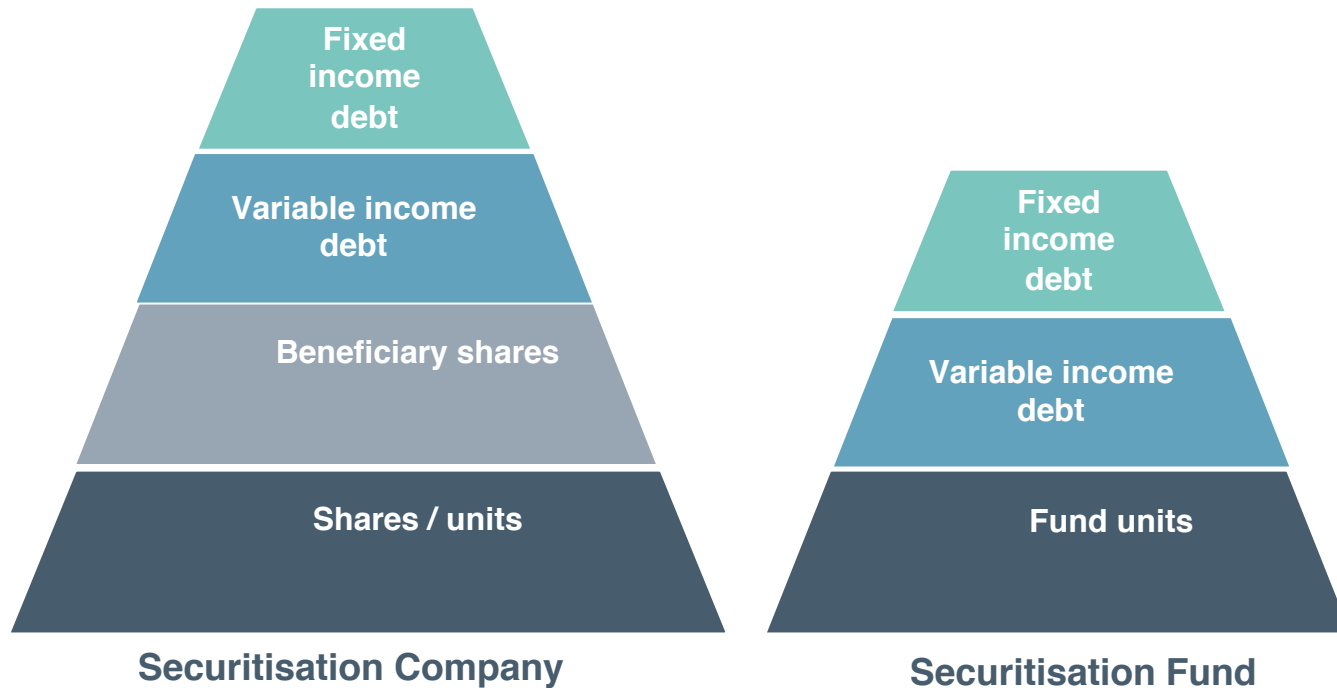 Fixed
income
debt
Variable income
debt
Beneficiary shares
Shares / units
Securitisation Company
Fixed
income
debt
Variable income
debt
Fund units
Securitisation Fund